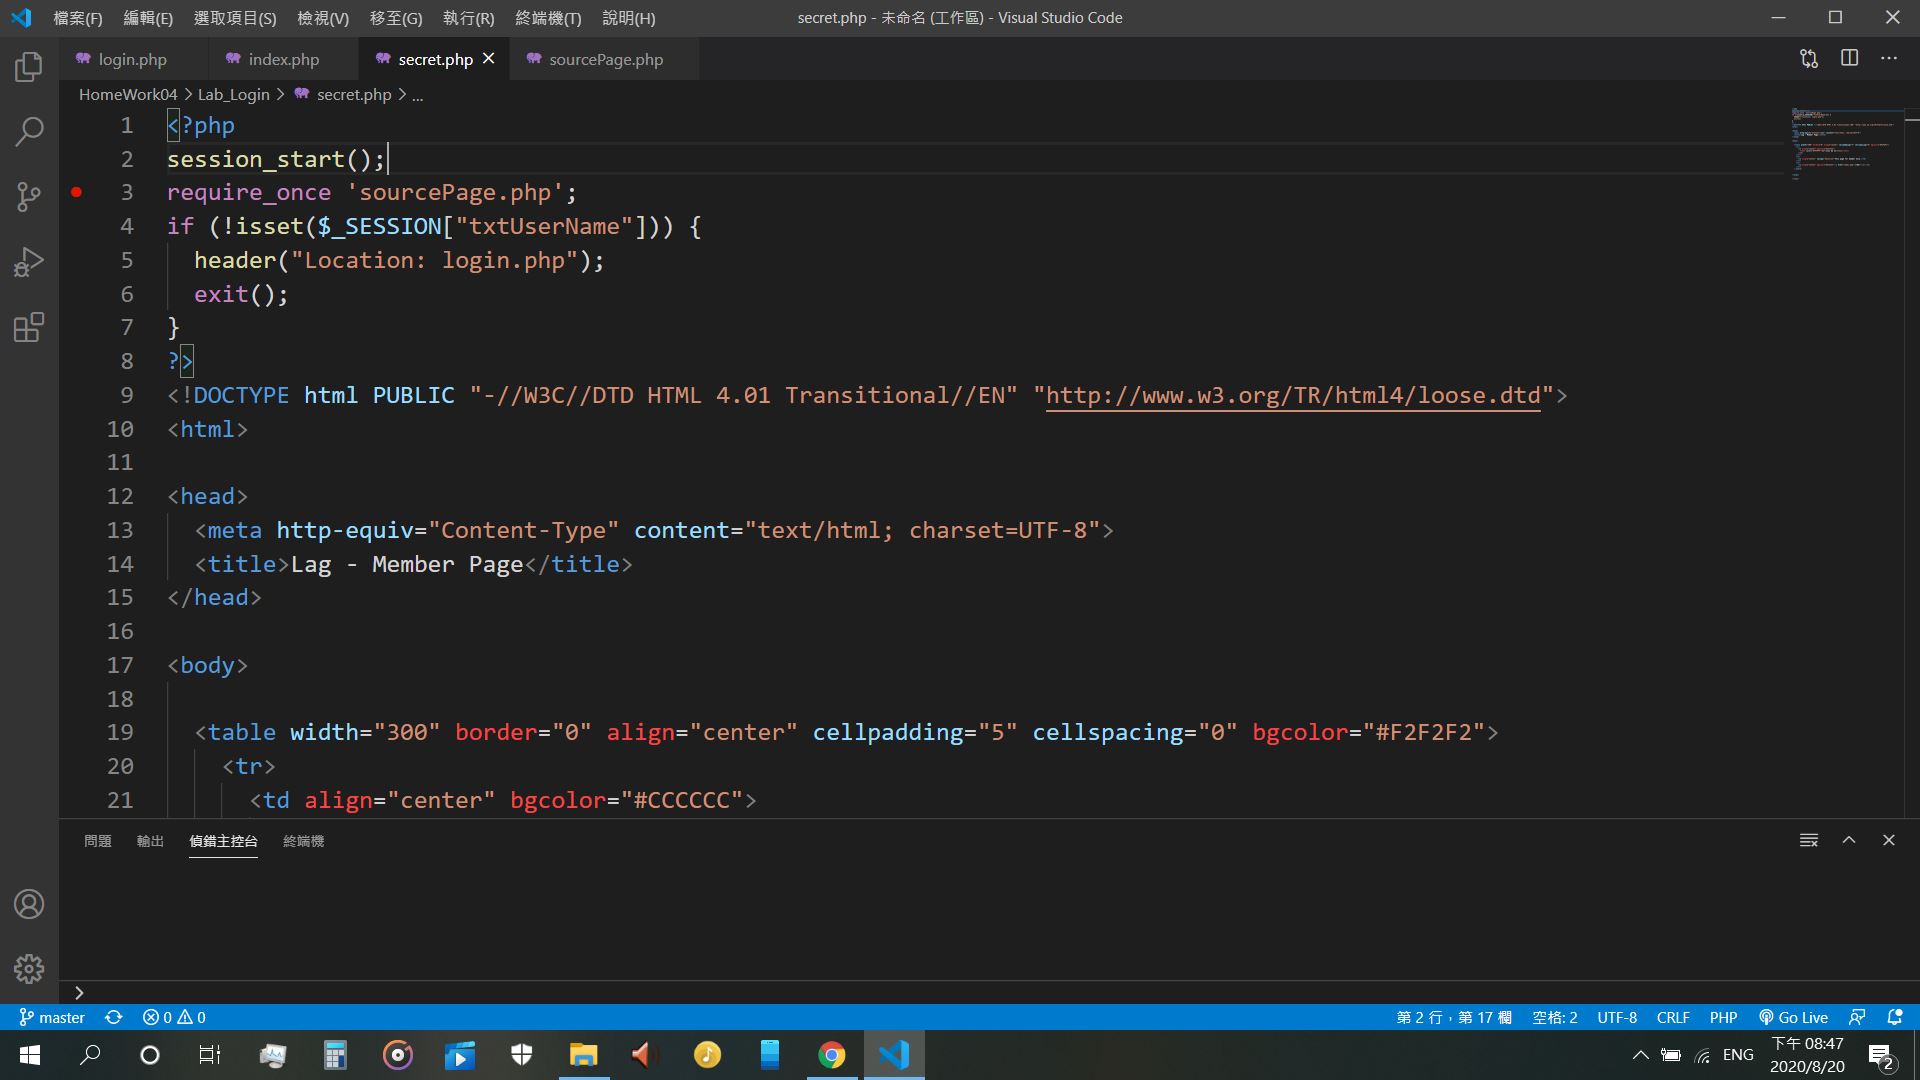 檔案(F) 編輯(E) 選取項目(S) 檢視(V) 移至(G) 執行(R) 終端機(T) 說明(H) secret.php - 未命名 (工作區) - Visual Studio Code
login.php index.php secret.php sourcePage.php
HomeWork04 > Lab_Login > secret.php > ...
1 <?php
2 session_start();
3 require_once 'sourcePage.php';
4 if (!isset($_SESSION["txtUserName"])) {
5 header("Location: login.php");
6 exit();
7 }
8 ?>
9 <!DOCTYPE html PUBLIC "-//W3C//DTD HTML 4.01 Transitional//EN" "http://www.w3.org/TR/html4/loose.dtd">
10 <html>
11
12 <head>
13 <meta http-equiv="Content-Type" content="text/html; charset=UTF-8">
14 <title>Lag - Member Page</title>
15 </head>
16
17 <body>
18
19 <table width="300" border="0" align="center" cellpadding="5" cellspacing="0" bgcolor="#F2F2F2">
20 <tr>
21 <td align="center" bgcolor="#CCCCCC">
問題 輸出 偵錯主控台 終端機
master 0 0 第 2 行，第 17 欄 空格: 2 UTF-8 CRLF PHP Go Live
ENG 下午 08:47 2
2020/8/20